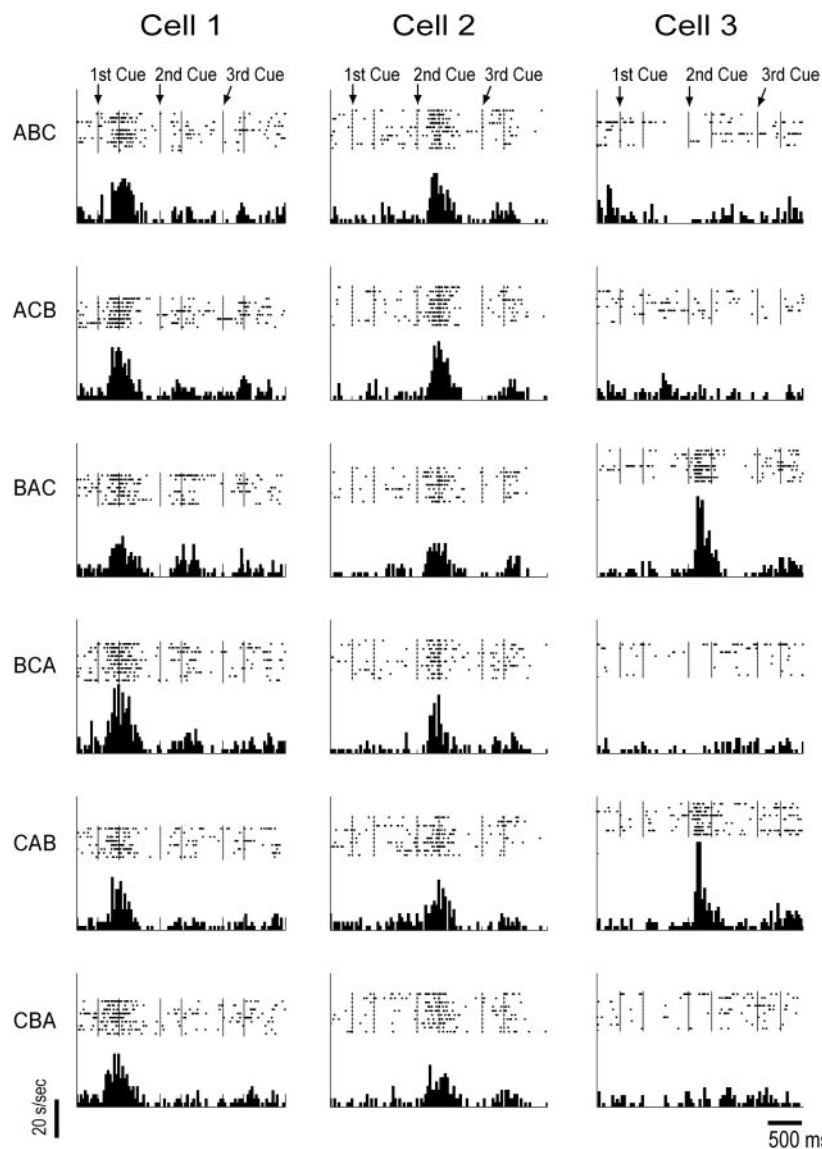 Cell 1 Cell 2 Cell 3
1st Cue 2nd Cue 3rd Cue 1st Cue 2nd Cue 3rd Cue 1st Cue 2nd Cue 3rd Cue
ABC
ACB
BAC
BCA
CAB
CBA
20 s/sec
500 ms